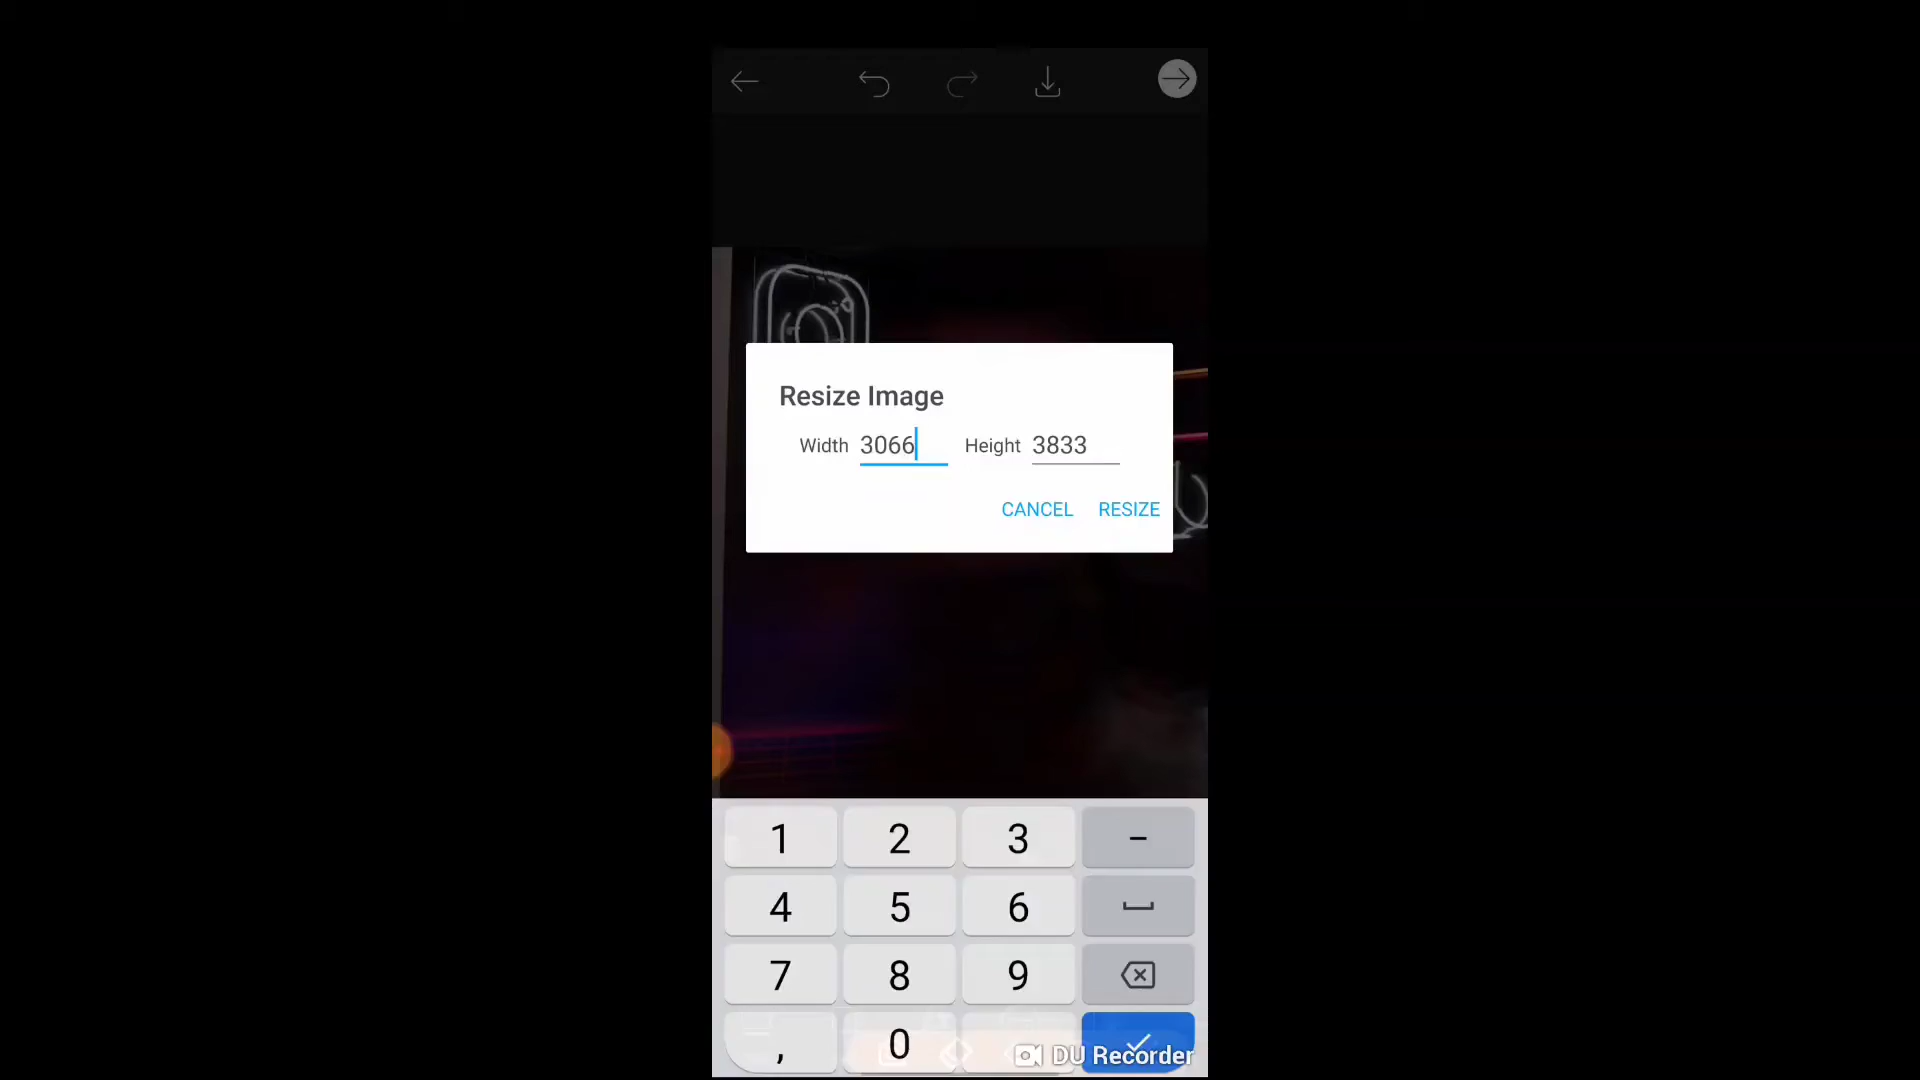 Resize Image
Width 3066 Height 3833
CANCEL RESIZE
1 2 3 -
4 5 6
7 8 9
, 0
DU Recorder